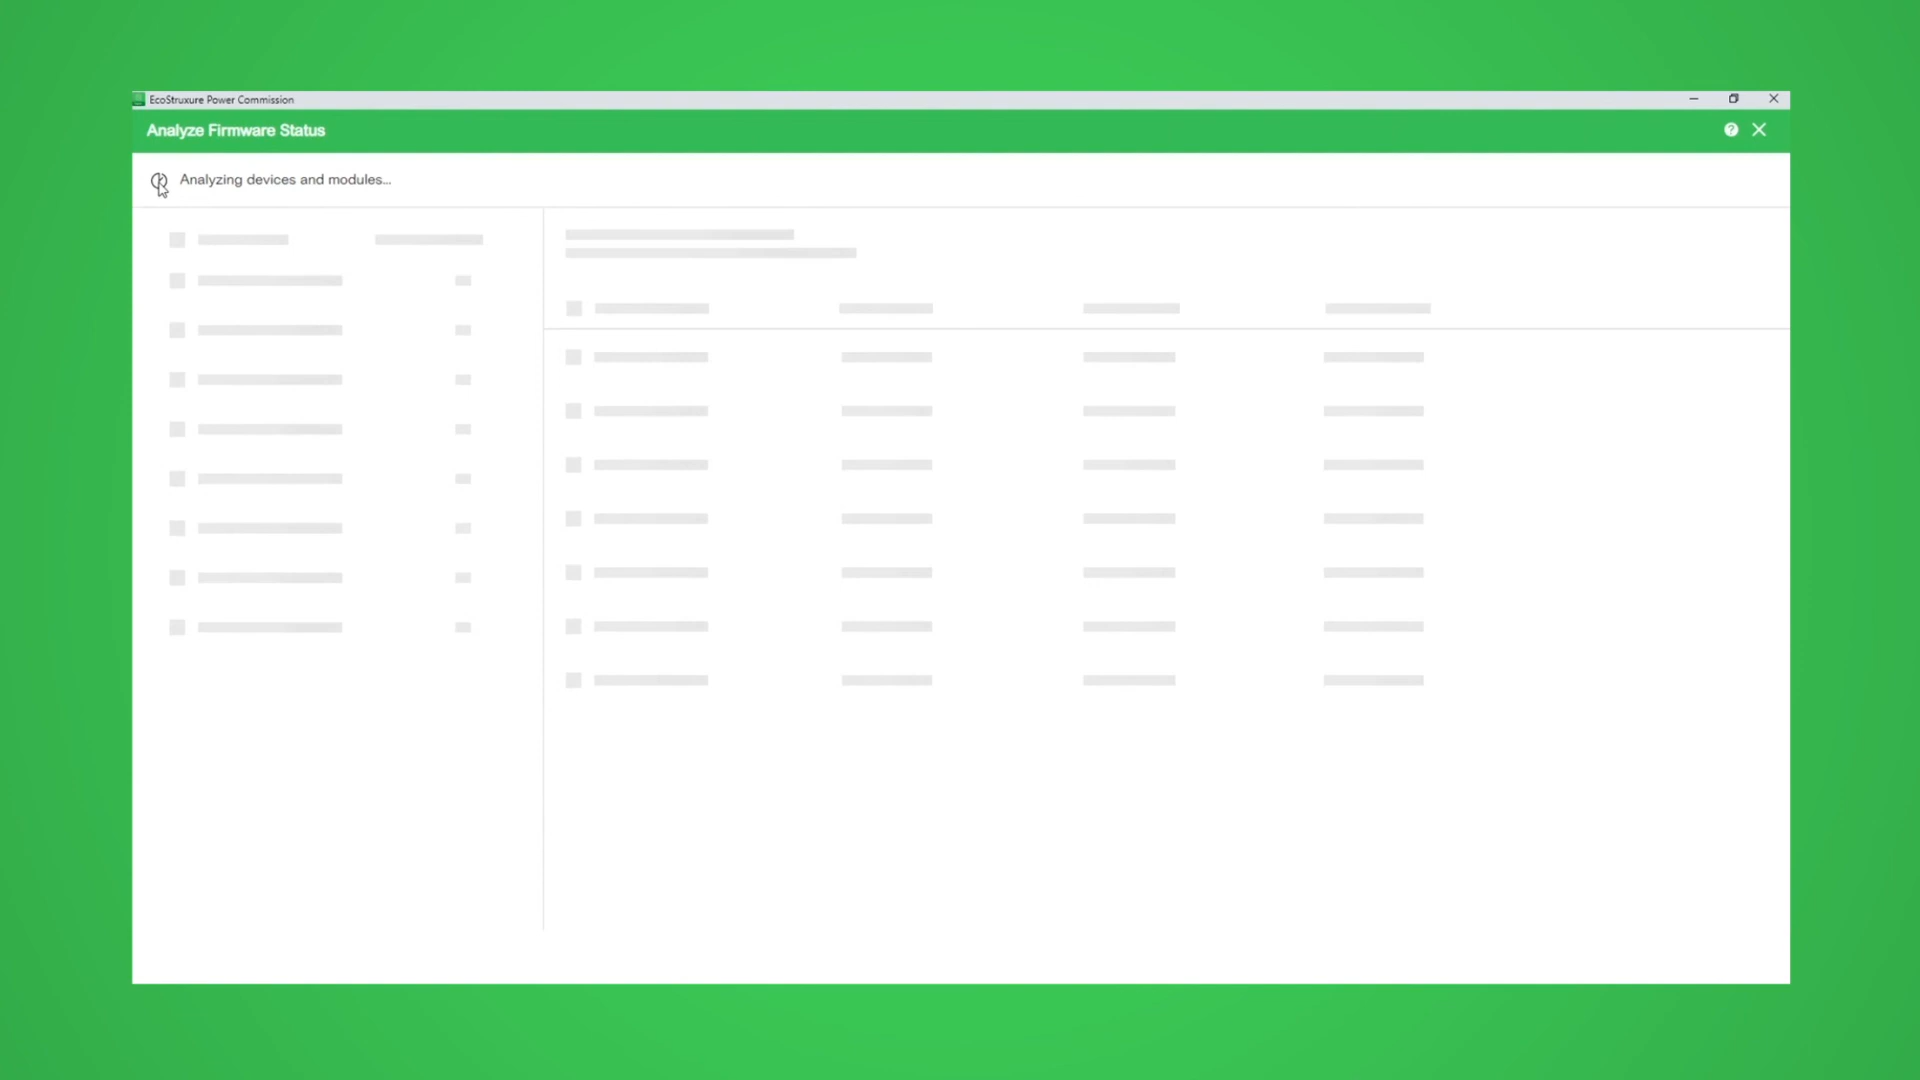 EcoStruxure Power Commission
Analyze Firmware Status
?
Analyzing devices and modules...